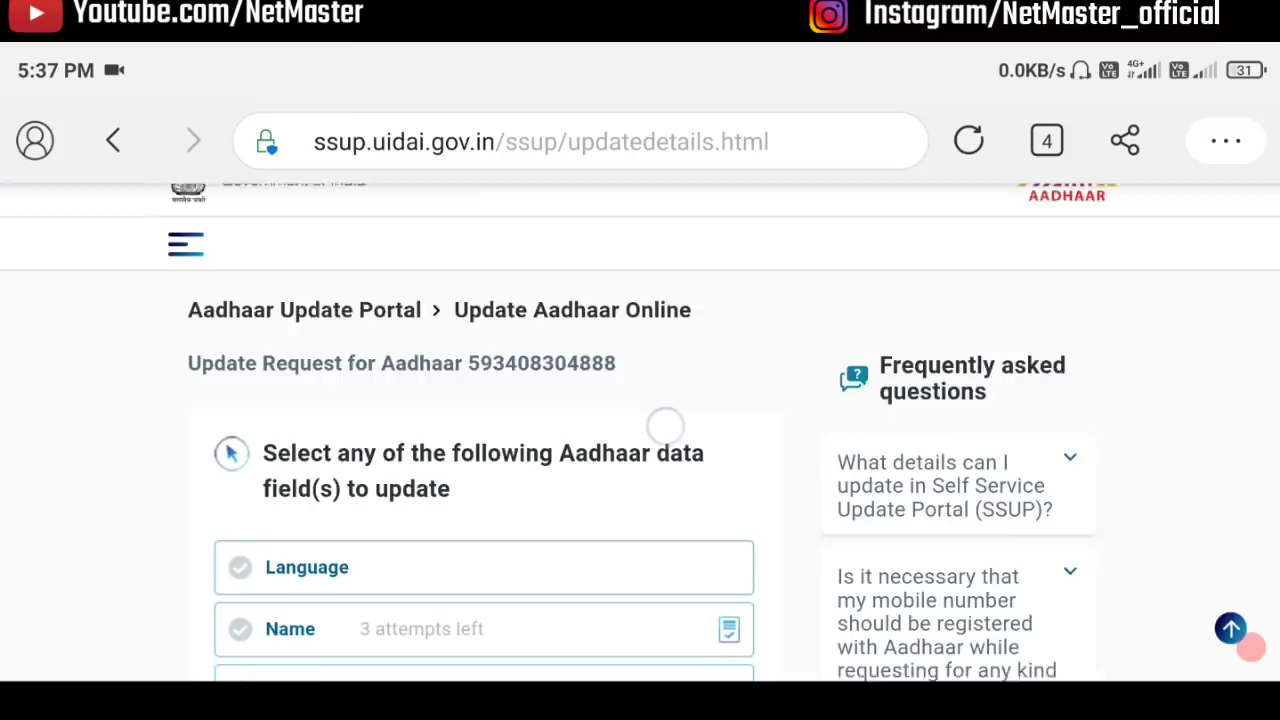 Youtube.com/NetMaster
Instagram/NetMaster_official
5:37 PM
0.0KB/s
4G+
31
ssup.uidai.gov.in/ssup/updatedetails.html
4
AADHAAR
Aadhaar Update Portal > Update Aadhaar Online
Update Request for Aadhaar 593408304888
Select any of the following Aadhaar data
field(s) to update
Language
Name 3 attempts left
Frequently asked
questions
What details can I
update in Self Service
Update Portal (SSUP)?
Is it necessary that
my mobile number
should be registered
with Aadhaar while
requesting for any kind